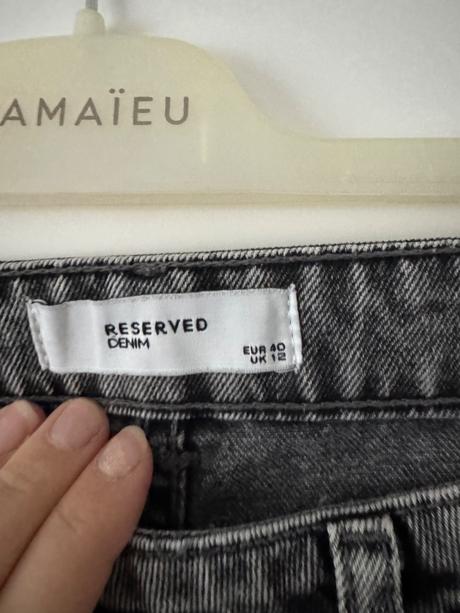 AMAÏEU
RESERVED
DENIM
EUR 40
UK 12